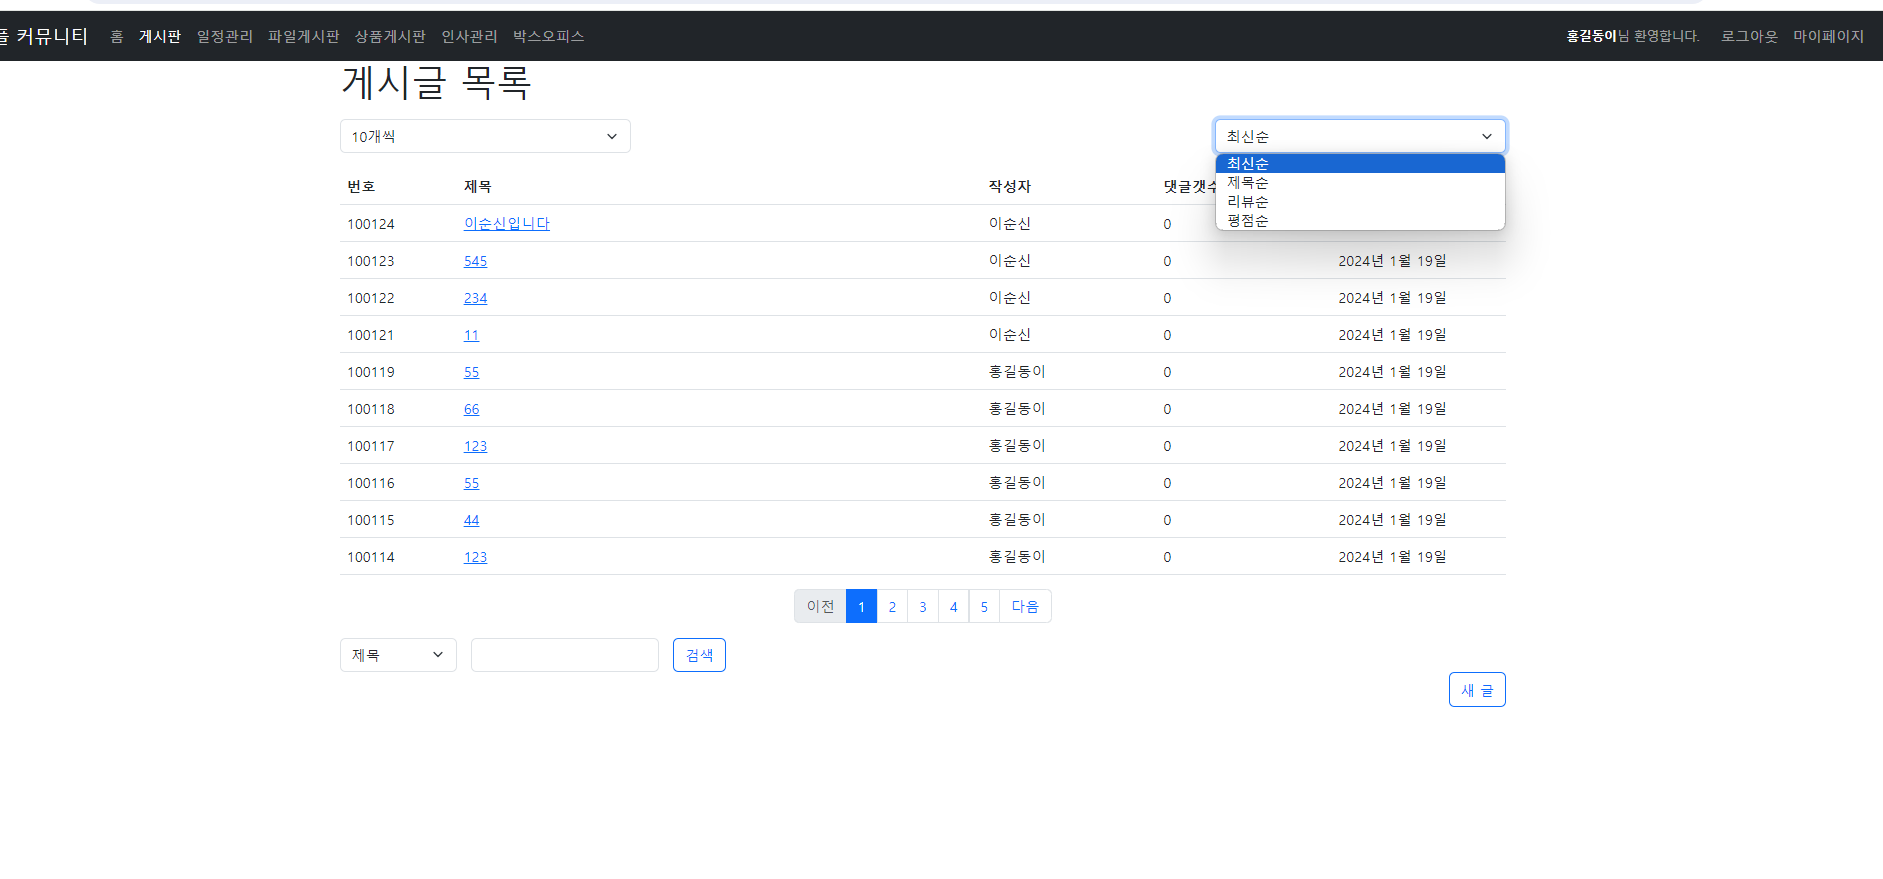 커뮤니티 홈 게시판 일정관리 파일게시판 상품게시판 인사관리 박스오피스 홍길동이님 환영합니다. 로그아웃 마이페이지
게시글 목록
10개씩 최신순
최신순
제목순
리뷰순
평점순
번호 제목 작성자 댓글갯수
100124 이순신입니다 이순신 0
100123 545 이순신 0 2024년 1월 19일
100122 234 이순신 0 2024년 1월 19일
100121 11 이순신 0 2024년 1월 19일
100119 55 홍길동이 0 2024년 1월 19일
100118 66 홍길동이 0 2024년 1월 19일
100117 123 홍길동이 0 2024년 1월 19일
100116 55 홍길동이 0 2024년 1월 19일
100115 44 홍길동이 0 2024년 1월 19일
100114 123 홍길동이 0 2024년 1월 19일
이전 1 2 3 4 5 다음
제목 검색
새 글